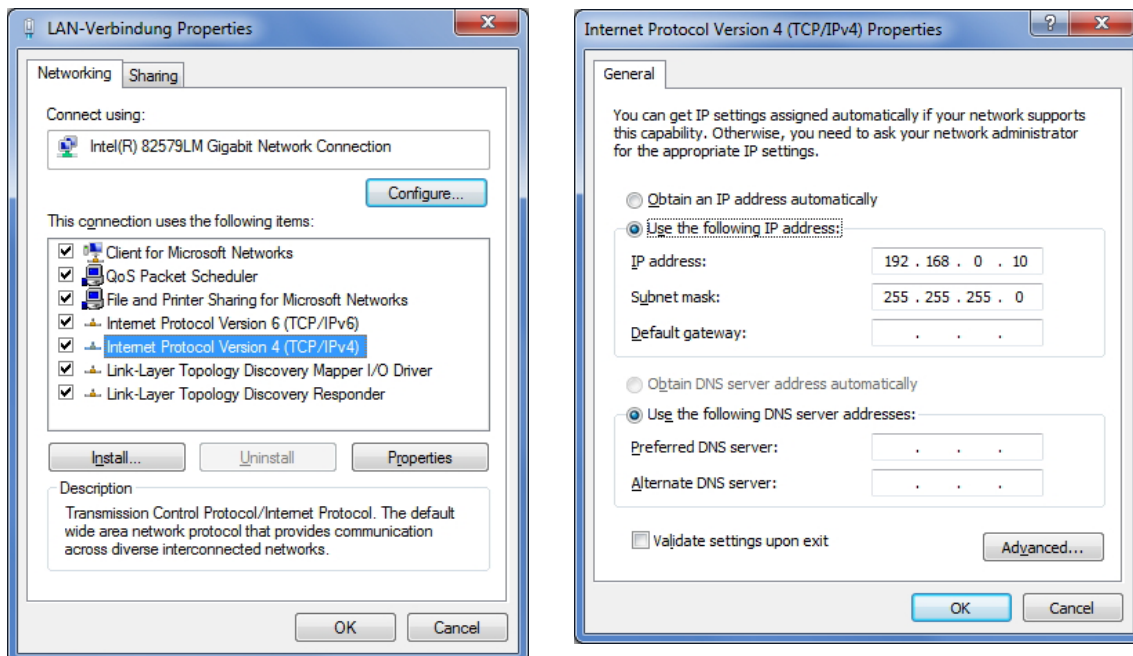 LAN-Verbindung Properties
Networking
Sharing
Connect using:
Intel(R) 82579LM Gigabit Network Connection
Configure...
This connection uses the following items:
Client for Microsoft Networks
QoS Packet Scheduler
File and Printer Sharing for Microsoft Networks
Internet Protocol Version 6 (TCP/IPv6)
Internet Protocol Version 4 (TCP/IPv4)
Link-Layer Topology Discovery Mapper I/O Driver
Link-Layer Topology Discovery Responder
Install...
Uninstall
Properties
Description
Transmission Control Protocol/Internet Protocol. The default
wide area network protocol that provides communication
across diverse interconnected networks.
OK
Cancel
Internet Protocol Version 4 (TCP/IPv4) Properties
General
You can get IP settings assigned automatically if your network supports
this capability. Otherwise, you need to ask your network administrator
for the appropriate IP settings.
Obtain an IP address automatically
Use the following IP address:
IP address: 192 . 168 . 0 . 10
Subnet mask: 255 . 255 . 255 . 0
Default gateway: . . .
Obtain DNS server address automatically
Use the following DNS server addresses:
Preferred DNS server: . . .
Alternate DNS server: . . .
Validate settings upon exit
Advanced...
OK
Cancel